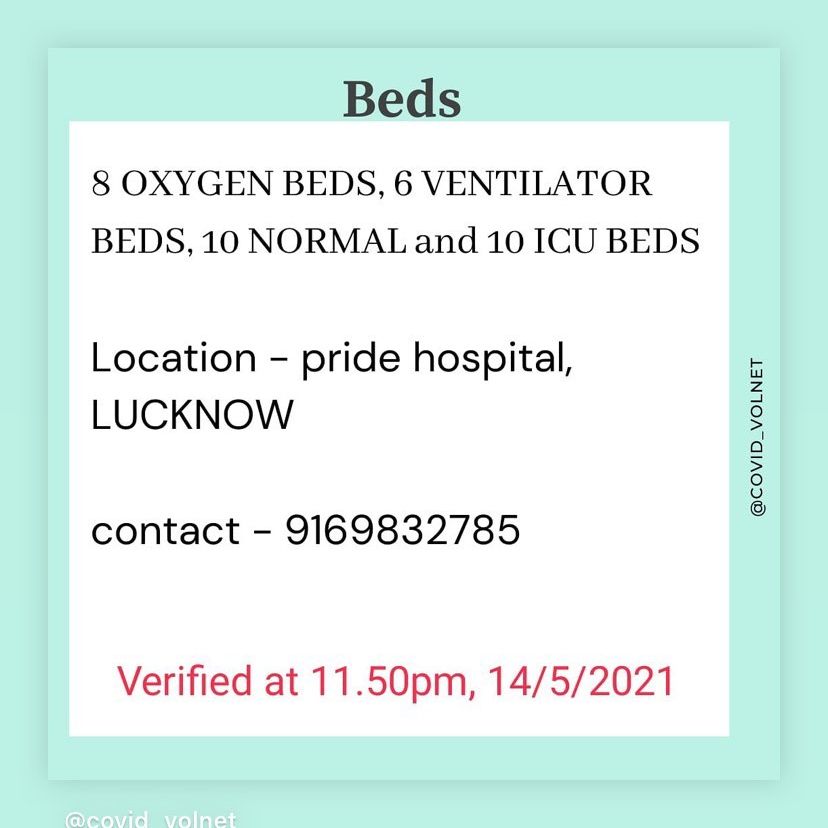 Beds
8 OXYGEN BEDS, 6 VENTILATOR
BEDS, 10 NORMAL and 10 ICU BEDS
Location - pride hospital,
LUCKNOW
contact - 9169832785
Verified at 11.50pm, 14/5/2021
@COVID_VOLNET
@covid_volnet